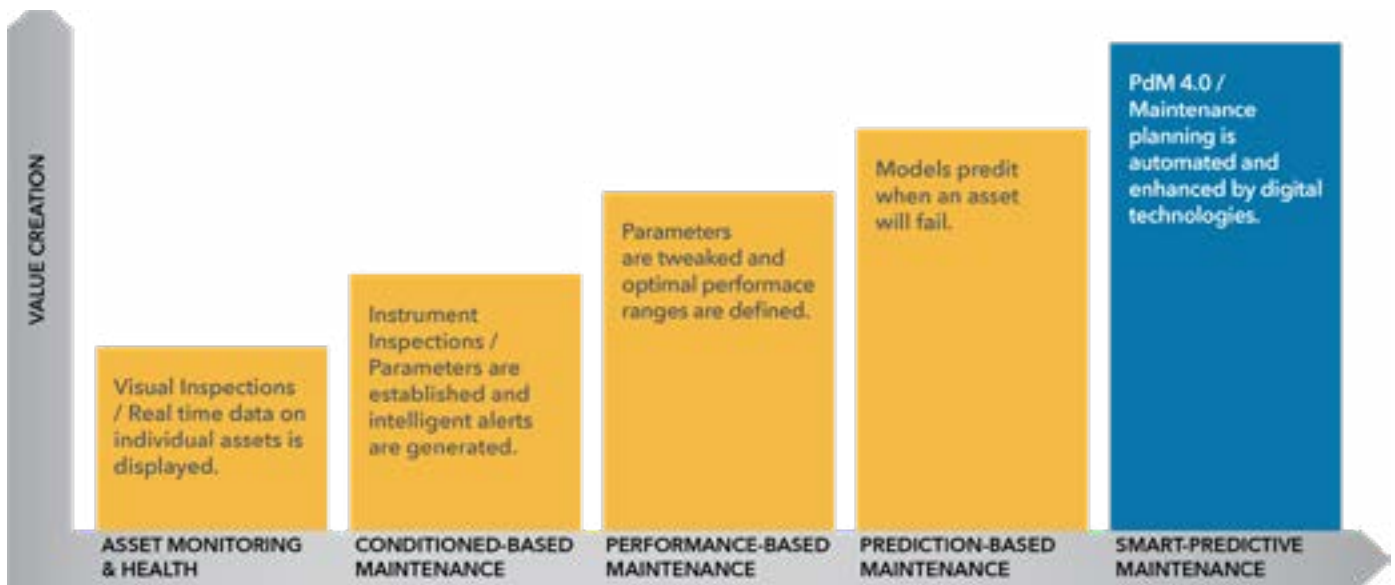 VALUE CREATION
Visual Inspections
/ Real time data on
individual assets is
displayed.
Instrument
Inspections /
Parameters are
established and
intelligent alerts
are generated.
Parameters
are tweaked and
optimal performace
ranges are defined.
Models predit
when an asset
will fail.
PdM 4.0 /
Maintenance
planning is
automated and
enhanced by digital
technologies.
ASSET MONITORING
& HEALTH
CONDITIONED-BASED
MAINTENANCE
PERFORMANCE-BASED
MAINTENANCE
PREDICTION-BASED
MAINTENANCE
SMART-PREDICTIVE
MAINTENANCE